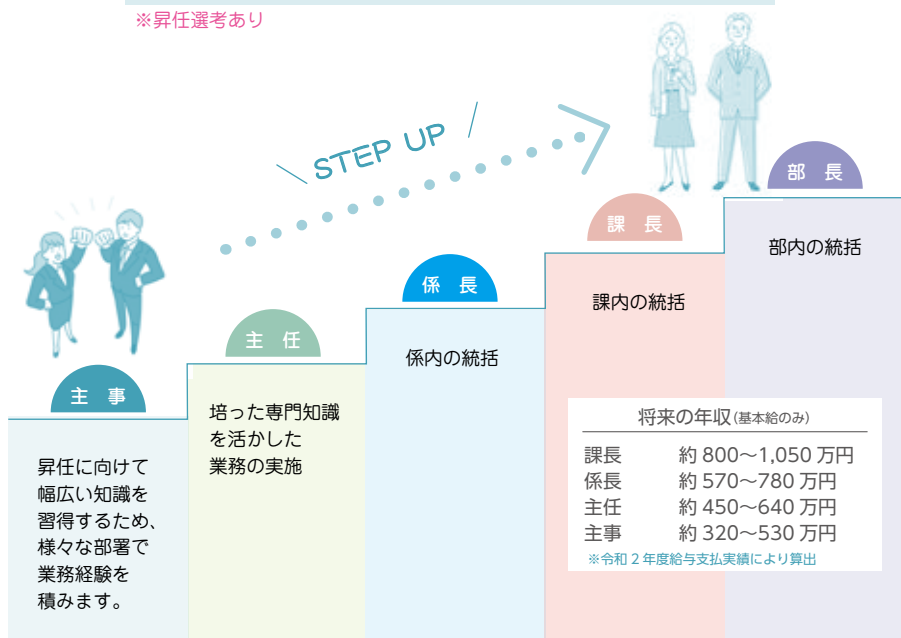 ※昇任選考あり
STEP UP
部 長
部内の統括
課 長
課内の統括
係 長
係内の統括
主 任
培った専門知識
を活かした
業務の実施
主 事
昇任に向けて
幅広い知識を
習得するため、
様々な部署で
業務経験を
積みます。
将来の年収(基本給のみ)
課長 約 800～1,050 万円
係長 約 570～780 万円
主任 約 450～640 万円
主事 約 320～530 万円
※令和 2 年度給与支払実績により算出